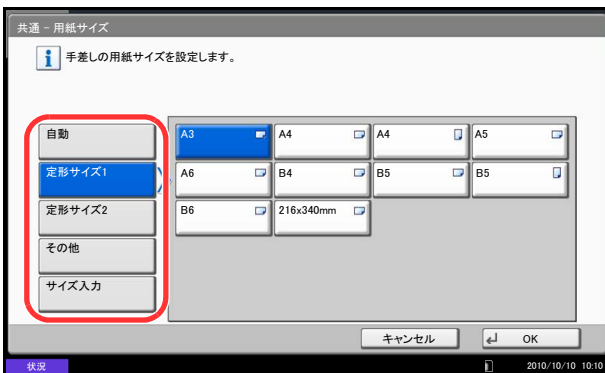 共通 - 用紙サイズ
手差しの用紙サイズを設定します。
自動
A3 A4 A4 A5
定形サイズ1
A6 B4 B5 B5
定形サイズ2
B6 216x340mm
その他
サイズ入力
キャンセル OK
状況 2010/10/10 10:10